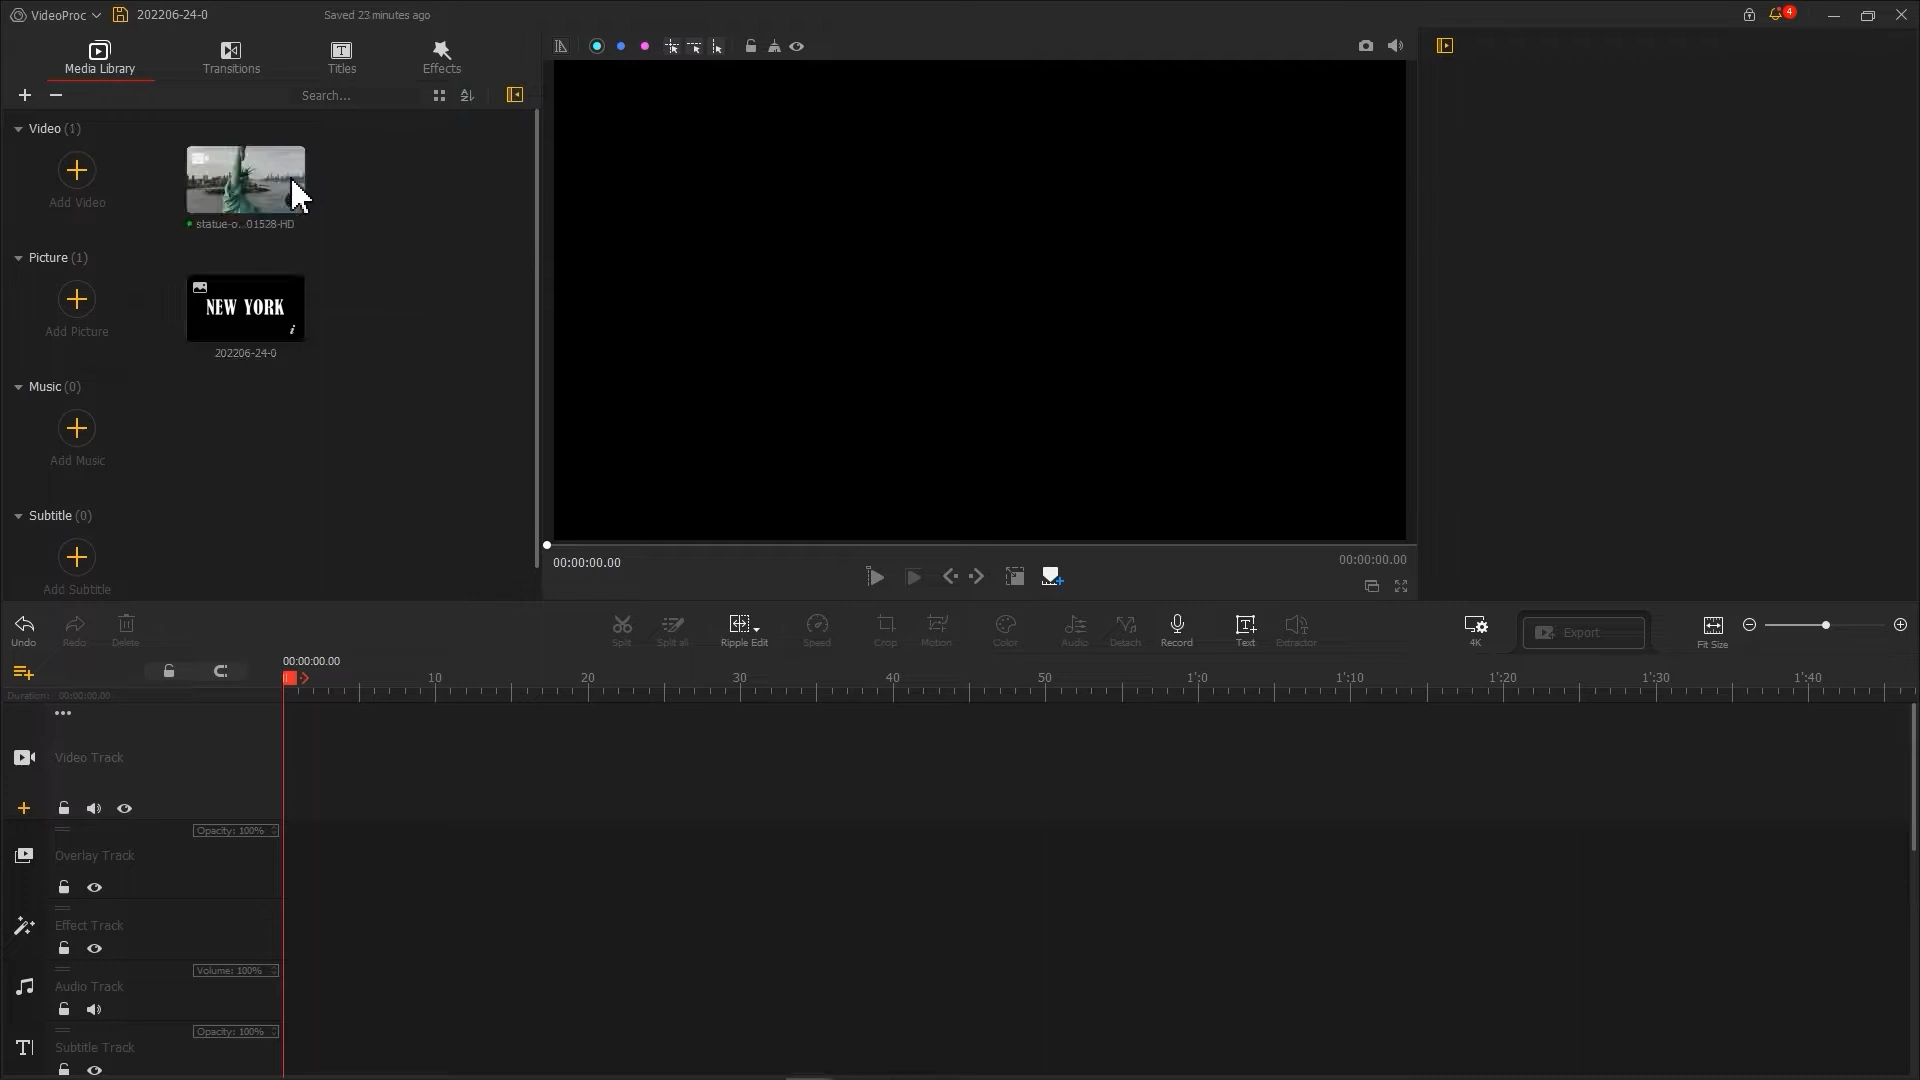 VideoProc
202206-24-0
Saved 23 minutes ago
4
Media Library
Transitions
Titles
Effects
Search...
Video (1)
Add Video
statue-o...01528-HD
Picture (1)
Add Picture
NEW YORK
i
202206-24-0
Music (0)
Add Music
Subtitle (0)
Add Subtitle
00:00:00.00
00:00:00.00
Undo
Redo
Delete
Split
Split all
Ripple Edit
Speed
Crop
Motion
Color
Audio
Detach
Record
Text
Extractor
4K
Export
Fit Size
00:00:00.00
10
20
30
40
50
1':0
1':10
1':20
1':30
1':40
Duration: 00:00:00.00
Video Track
Opacity: 100%
Overlay Track
Effect Track
Volume: 100%
Audio Track
Opacity: 100%
Subtitle Track